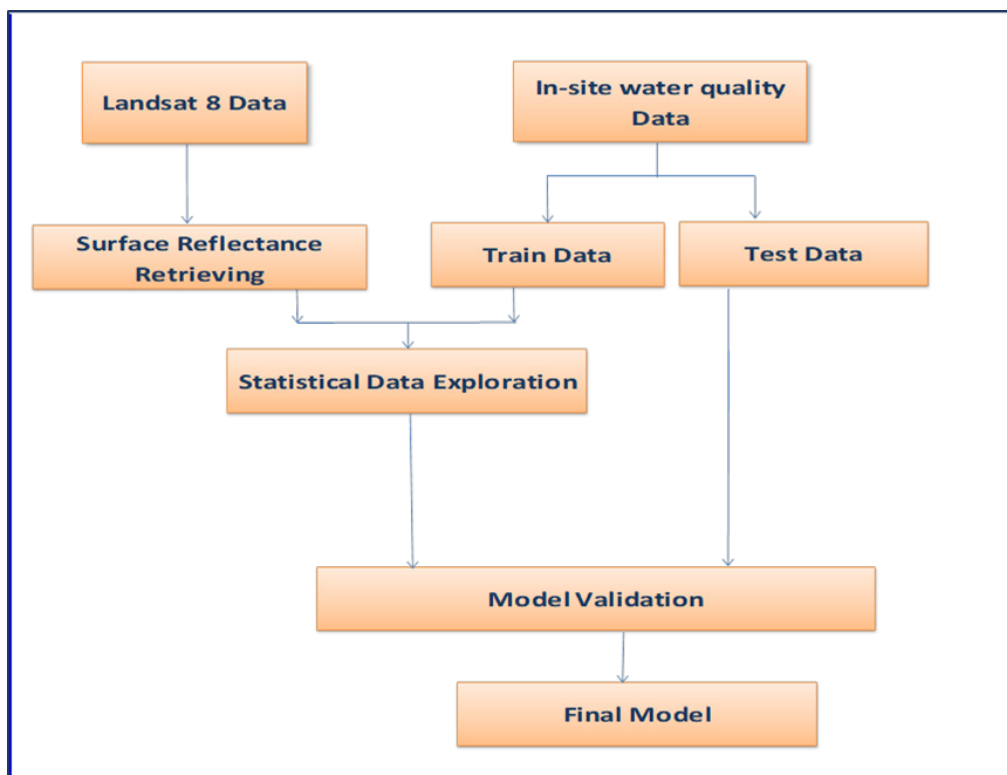 Landsat 8 Data
In-site water quality
Data
Surface Reflectance
Retrieving
Train Data
Test Data
Statistical Data Exploration
Model Validation
Final Model